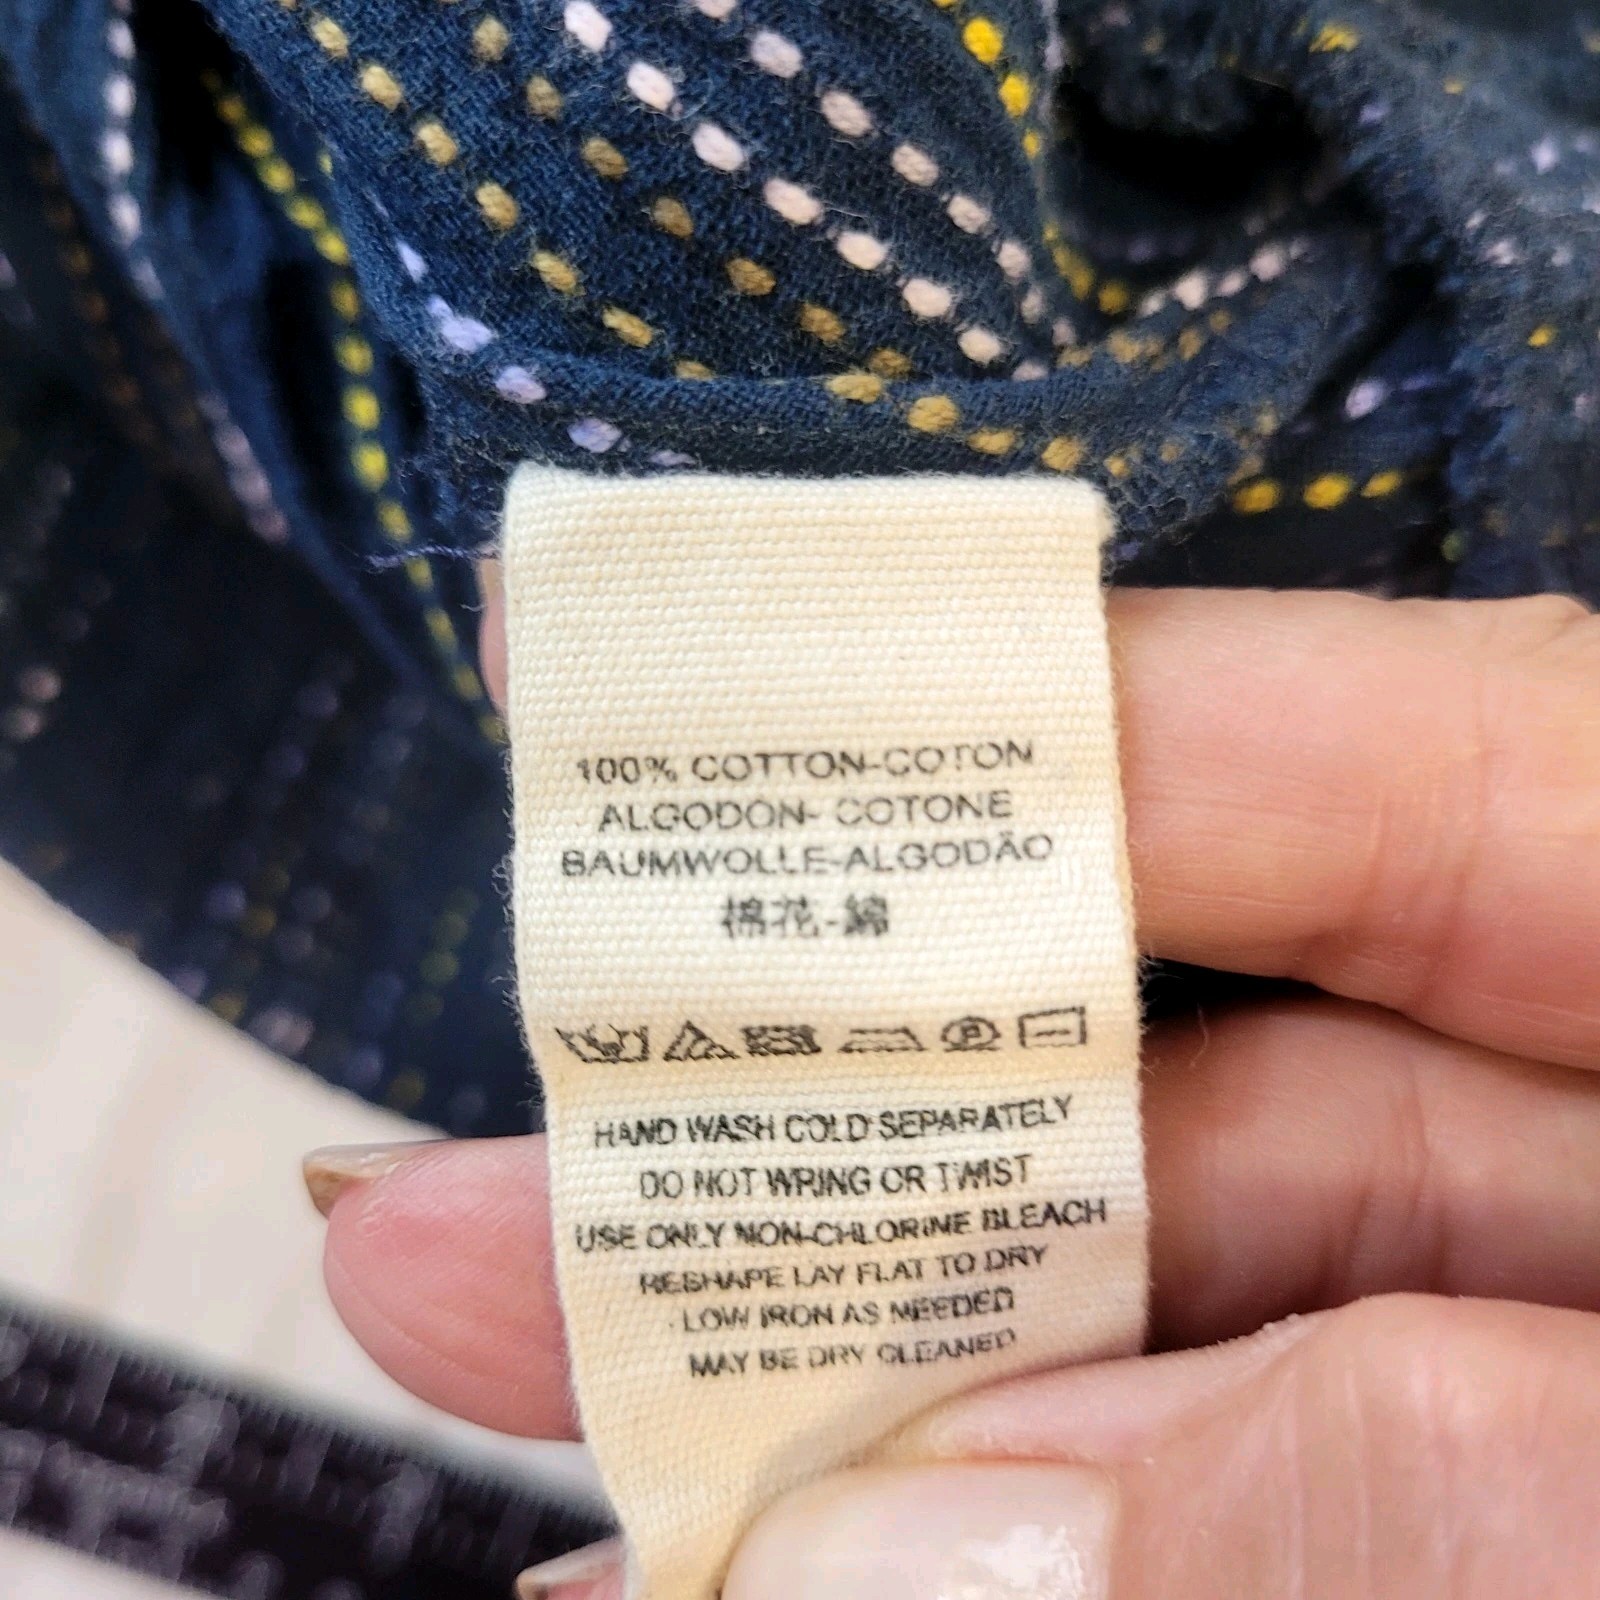 100% COTTON-COTON
ALGODON- COTONE
BAUMWOLLE-ALGODÃO
棉花-綿
HAND WASH COLD SEPARATELY
DO NOT WRING OR TWIST
USE ONLY NON-CHLORINE BLEACH
RESHAPE LAY FLAT TO DRY
LOW IRON AS NEEDED
MAY BE DRY CLEANED